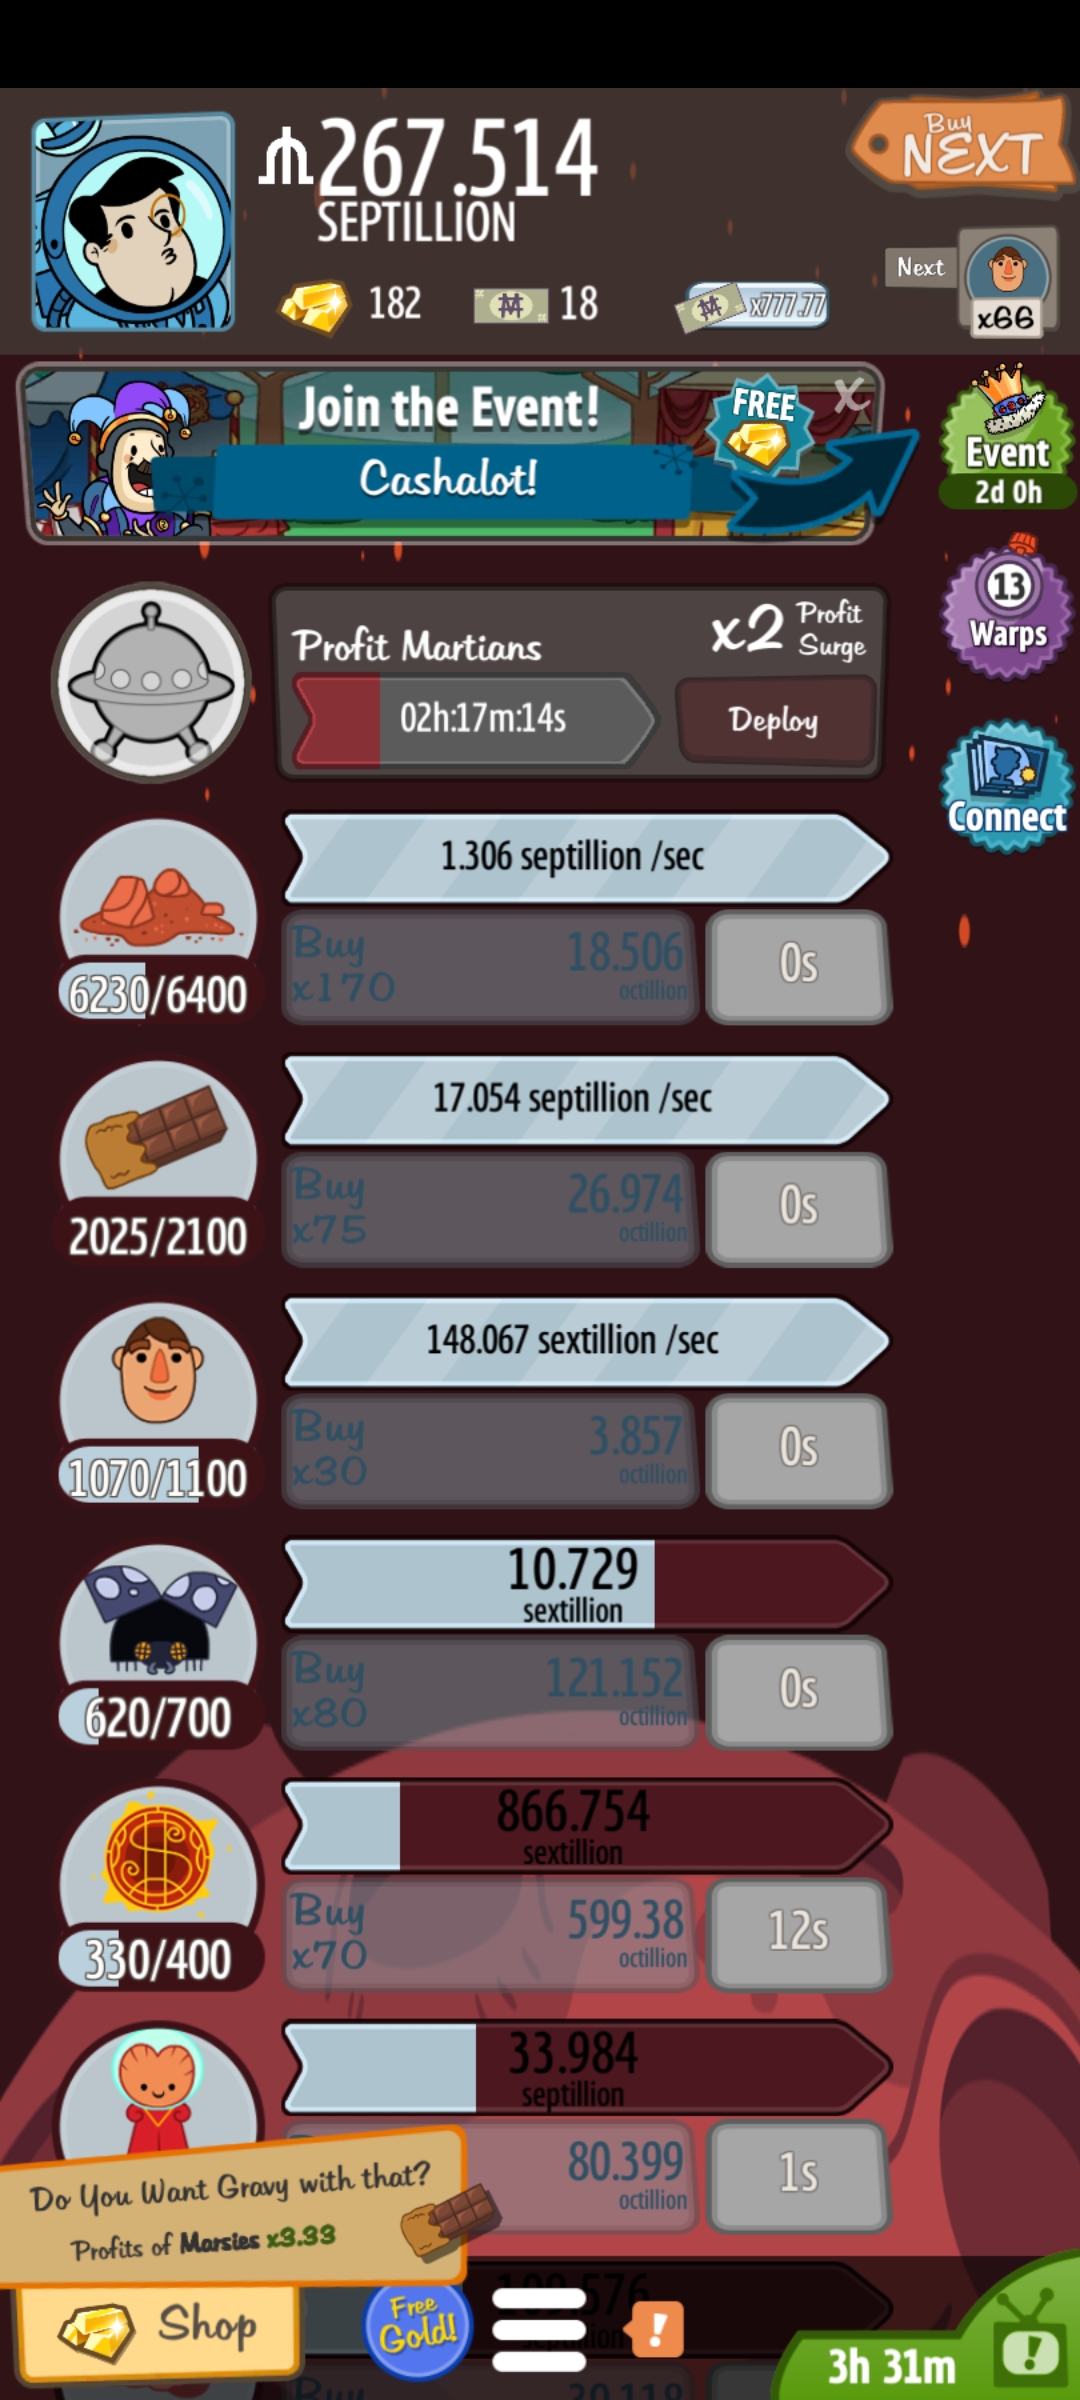 267.514
SEPTILLION
Buy
NEXT
182
18
x777.77
Next
x66
Join the Event!
Cashalot!
FREE
X
Event
2d 0h
Profit Martians
x2 Profit Surge
02h:17m:14s
Deploy
13
Warps
Connect
1.306 septillion /sec
6230/6400
Buy
x170
18.506
octillion
0s
17.054 septillion /sec
2025/2100
Buy
x75
26.974
octillion
0s
148.067 sextillion /sec
1070/1100
Buy
x30
3.857
octillion
0s
10.729
sextillion
620/700
Buy
x80
121.152
octillion
0s
866.754
sextillion
330/400
Buy
x70
599.38
octillion
12s
33.984
septillion
80.399
octillion
1s
Do You Want Gravy with that?
Profits of Marsies x3.33
109.576
Shop
Free
Gold!
!
3h 31m
!
Buy
30.118